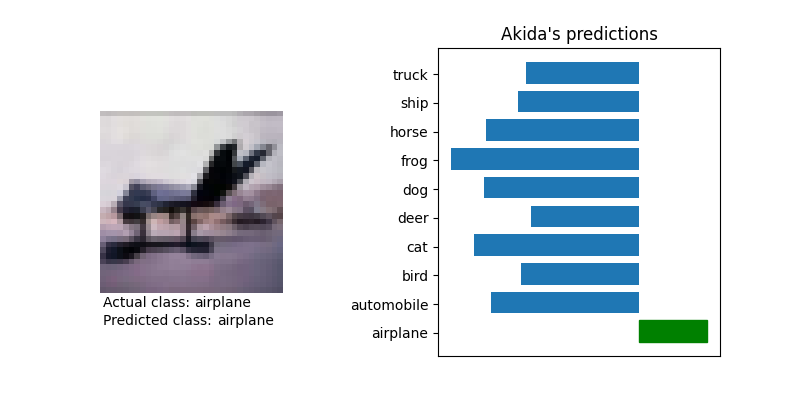 Akida's predictions
truck
ship
horse
frog
dog
deer
cat
bird
automobile
airplane
Actual class: airplane
Predicted class: airplane